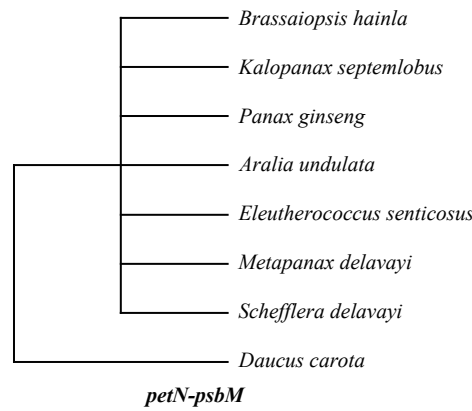 Brassaiopsis hainla
Kalopanax septemlobus
Panax ginseng
Aralia undulata
Eleutherococcus senticosus
Metapanax delavayi
Schefflera delavayi
Daucus carota
petN-psbM